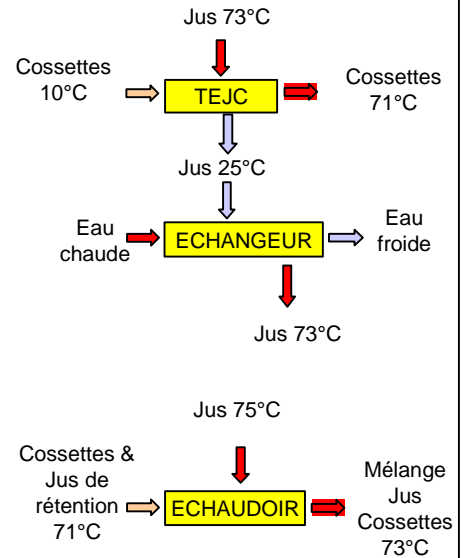 Jus 73°C
Cossettes
10°C
TEJC
Cossettes
71°C
Jus 25°C
Eau
chaude
ECHANGEUR
Eau
froide
Jus 73°C
Jus 75°C
Cossettes &
Jus de
rétention
71°C
ECHAUDOIR
Mélange
Jus
Cossettes
73°C